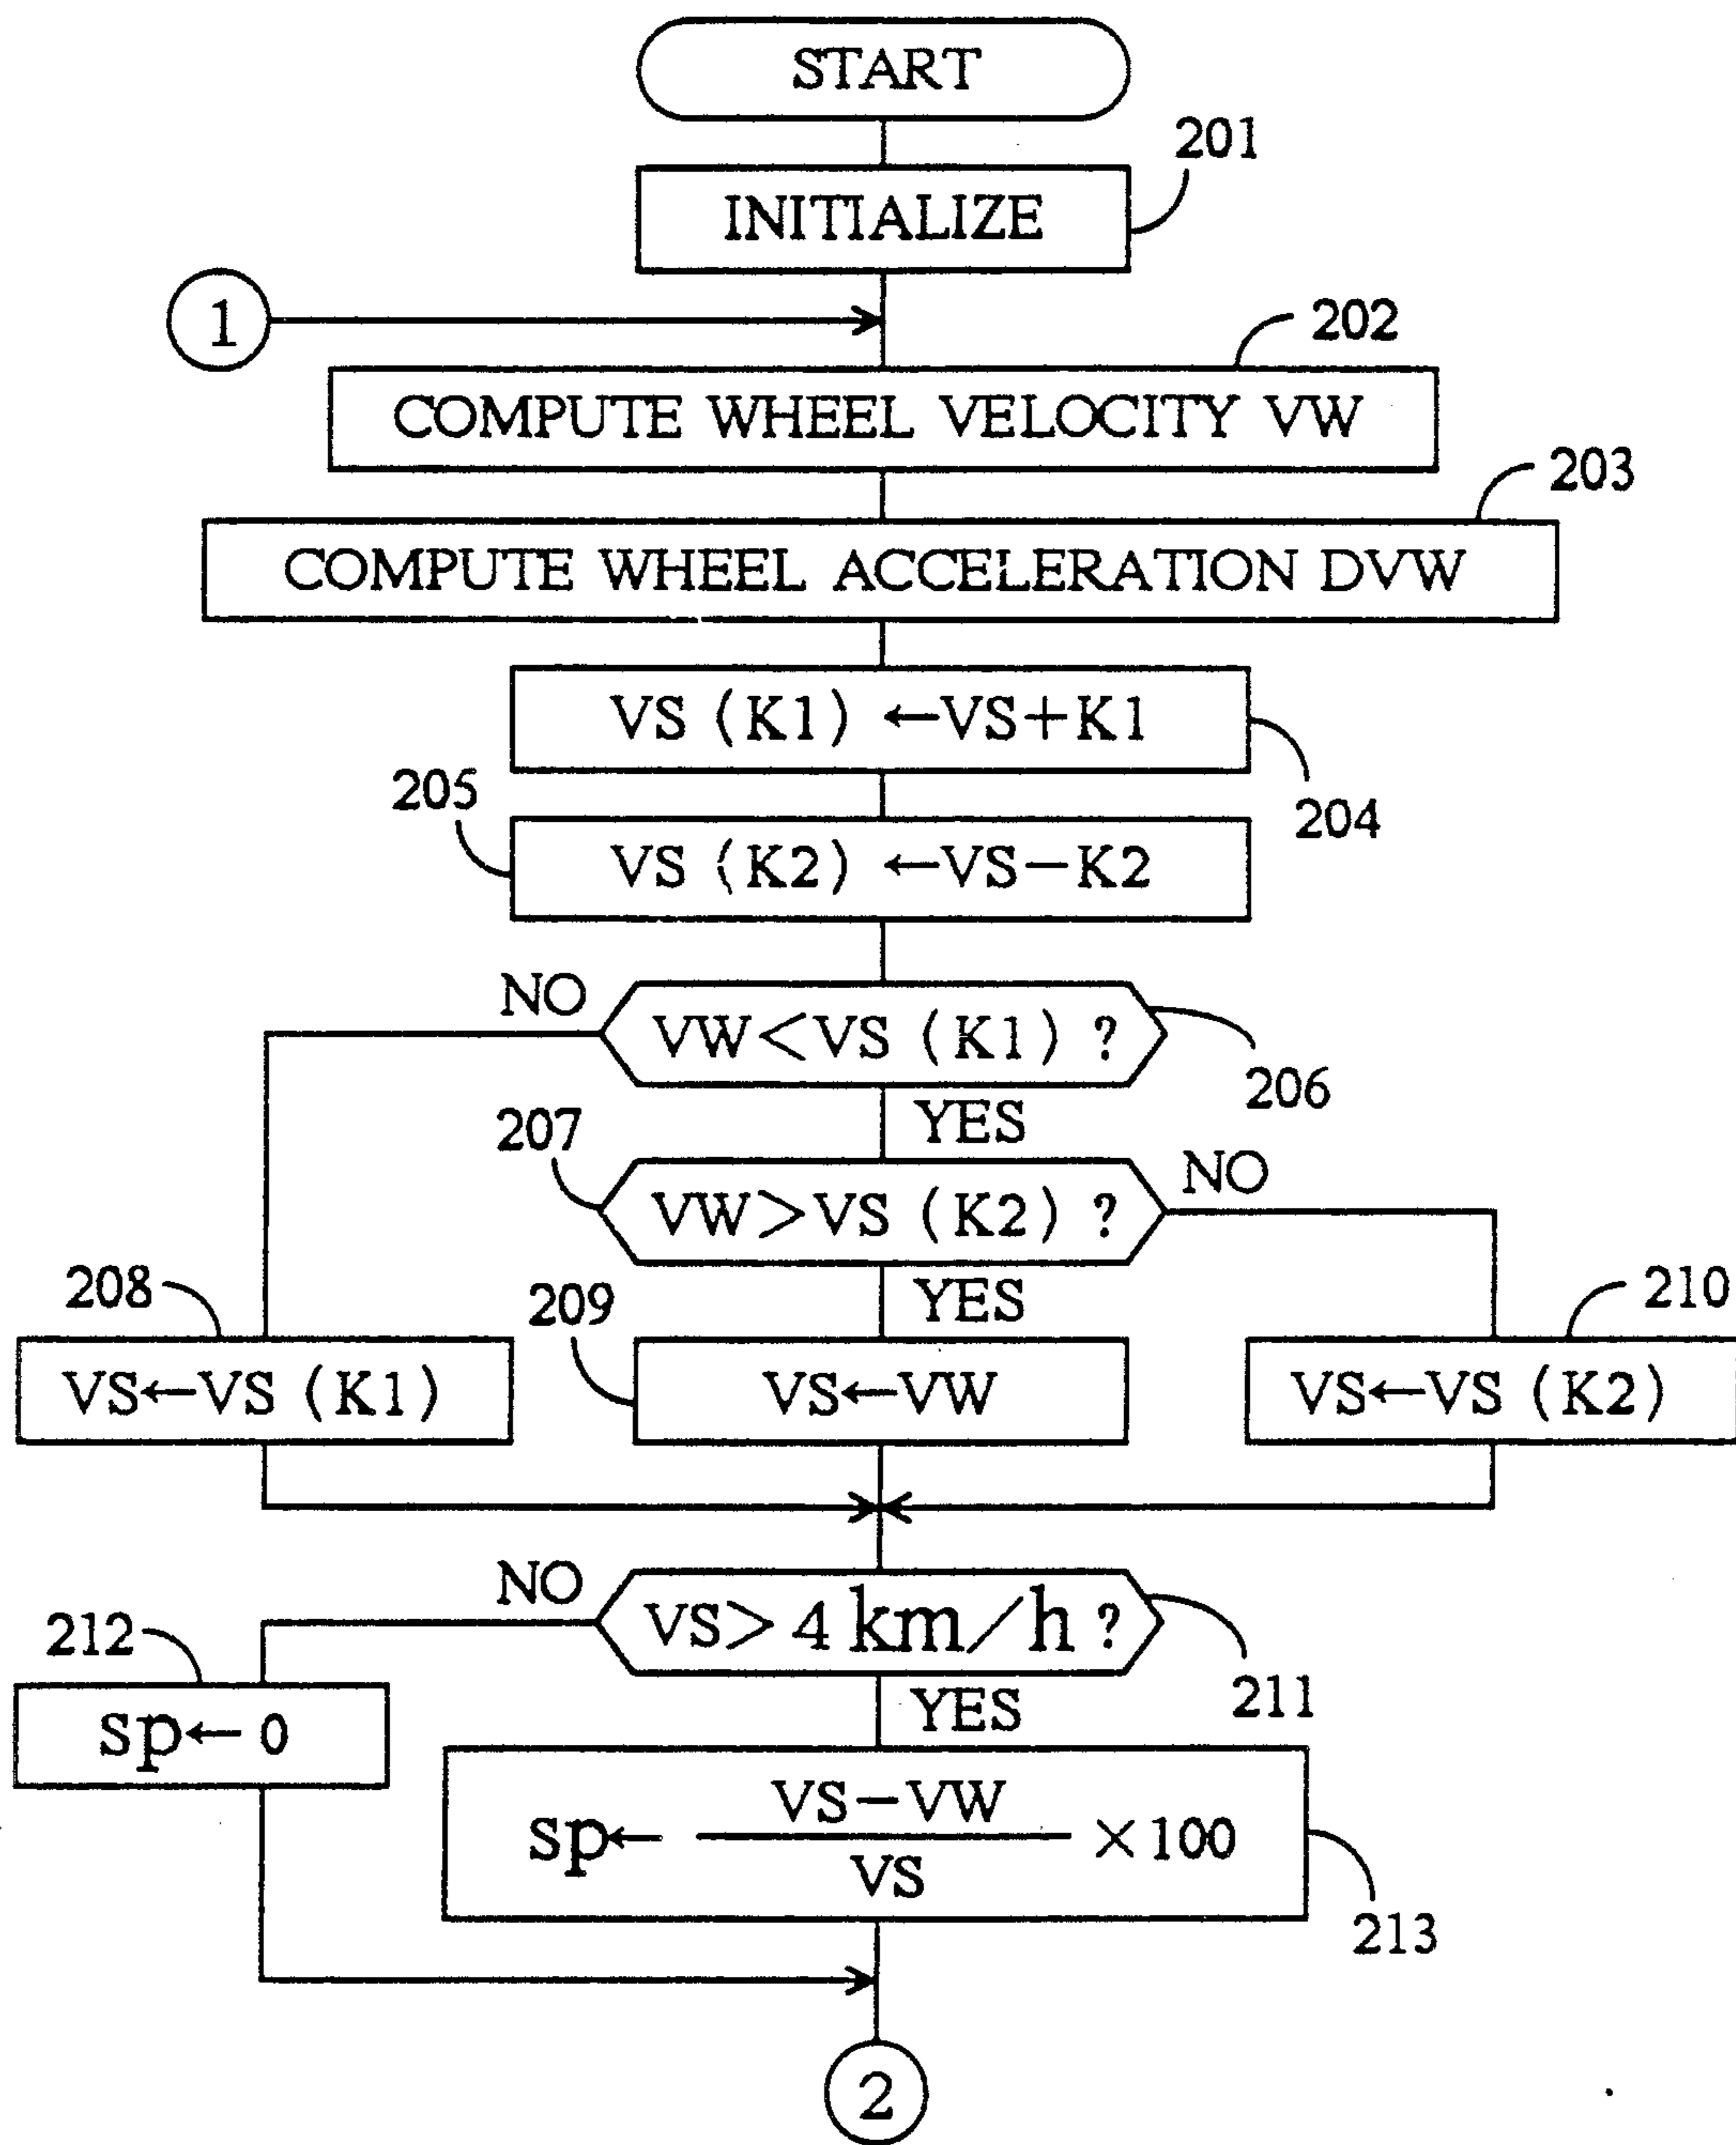 START
201
INITIALIZE
1
202
COMPUTE WHEEL VELOCITY VW
203
COMPUTE WHEEL ACCELERATION DVW
VS (K1) ←VS+K1
204
205
VS (K2) ←VS−K2
NO
VW<VS (K1) ?
206
YES
207
VW>VS (K2) ?
NO
YES
208
209
210
VS←VS (K1)
VS←VW
VS←VS (K2)
NO
VS> 4 km/h ?
211
YES
212
sp← 0
sp← VS−VW / VS ×100
213
2